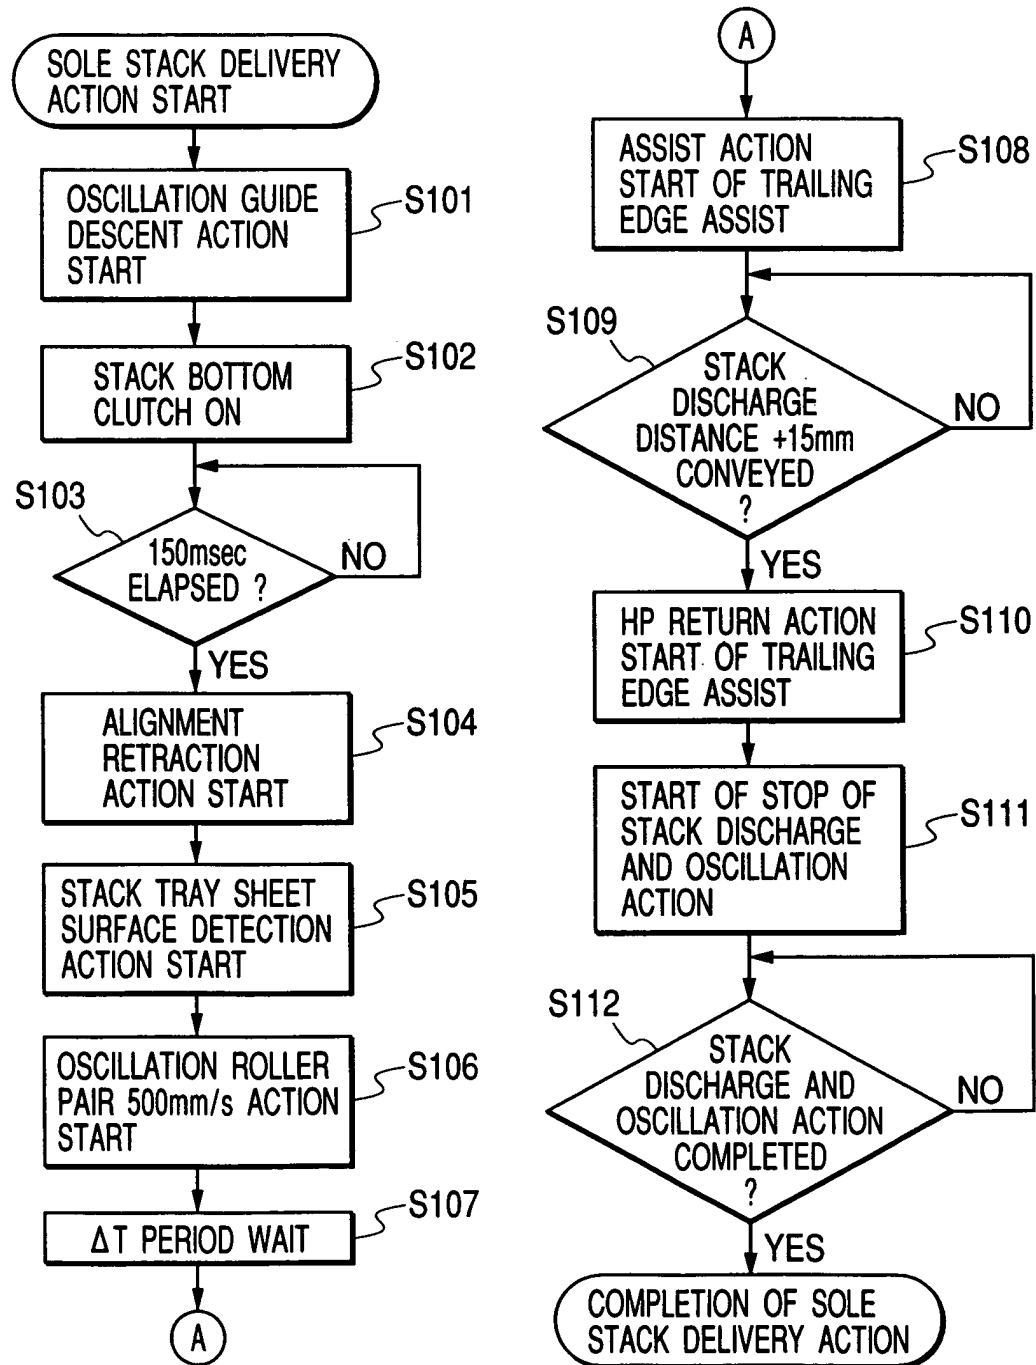 SOLE STACK DELIVERY
ACTION START
OSCILLATION GUIDE
DESCENT ACTION
START
S101
STACK BOTTOM
CLUTCH ON
S102
S103
150msec
ELAPSED ?
NO
YES
ALIGNMENT
RETRACTION
ACTION START
S104
STACK TRAY SHEET
SURFACE DETECTION
ACTION START
S105
OSCILLATION ROLLER
PAIR 500mm/s ACTION
START
S106
ΔT PERIOD WAIT
S107
A
A
ASSIST ACTION
START OF TRAILING
EDGE ASSIST
S108
S109
STACK
DISCHARGE
DISTANCE +15mm
CONVEYED
?
NO
YES
HP RETURN ACTION
START OF TRAILING
EDGE ASSIST
S110
START OF STOP OF
STACK DISCHARGE
AND OSCILLATION
ACTION
S111
S112
STACK
DISCHARGE AND
OSCILLATION ACTION
COMPLETED
?
NO
YES
COMPLETION OF SOLE
STACK DELIVERY ACTION